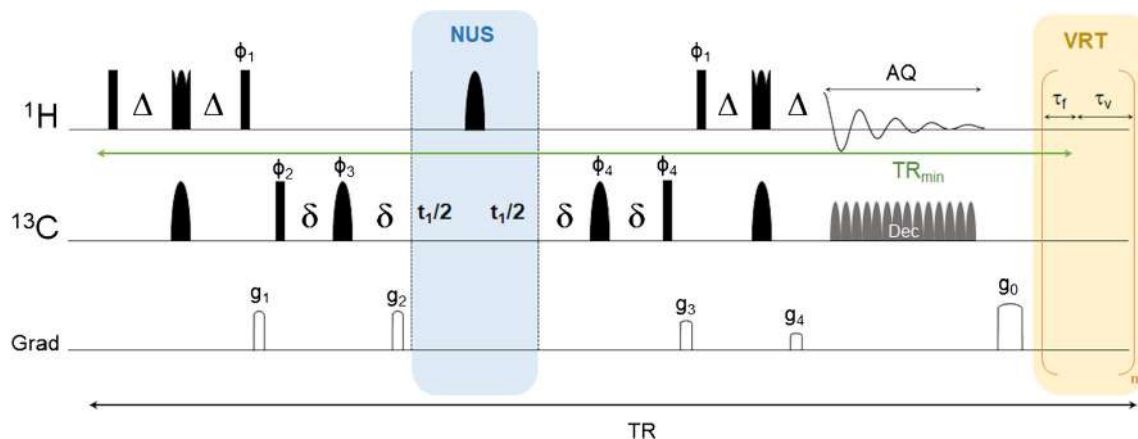 NUS
VRT
ϕ1
ϕ1
AQ
1H
Δ
Δ
Δ
Δ
τf
τv
TRmin
ϕ2
ϕ3
ϕ4
ϕ4
13C
δ
δ
t1/2
t1/2
δ
δ
Dec
g1
g2
g3
g4
g0
Grad
n
TR